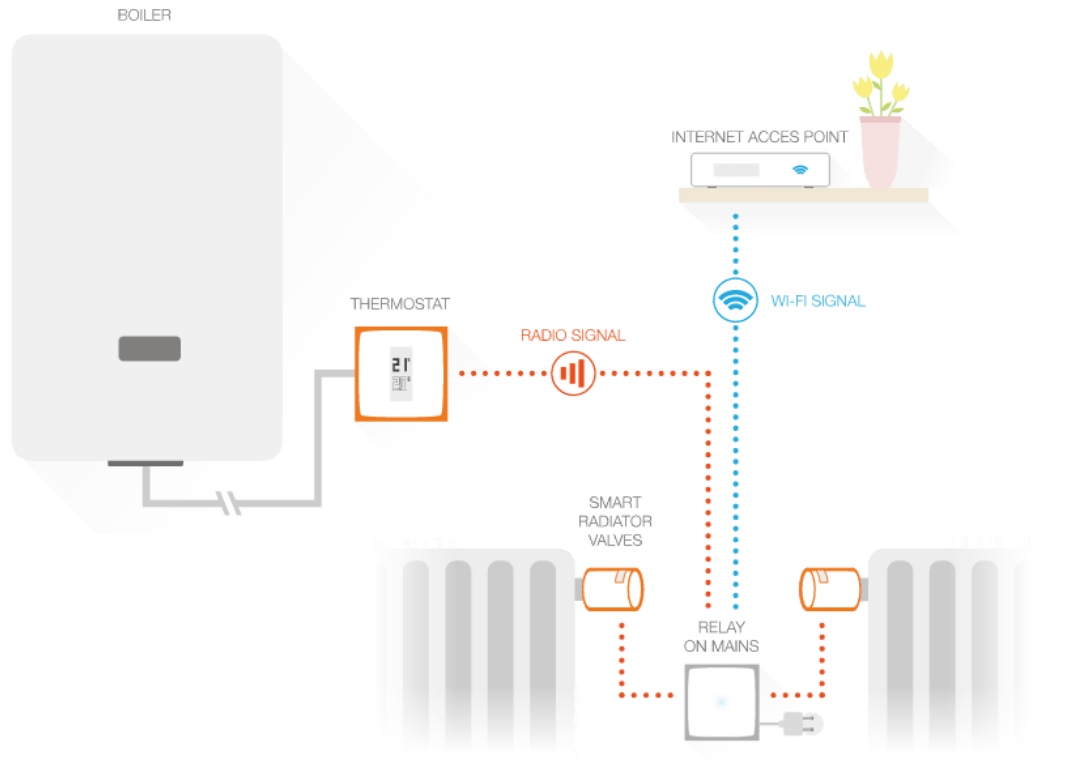 BOILER
INTERNET ACCES POINT
THERMOSTAT
WI-FI SIGNAL
RADIO SIGNAL
21°
SMART
RADIATOR
VALVES
RELAY
ON MAINS